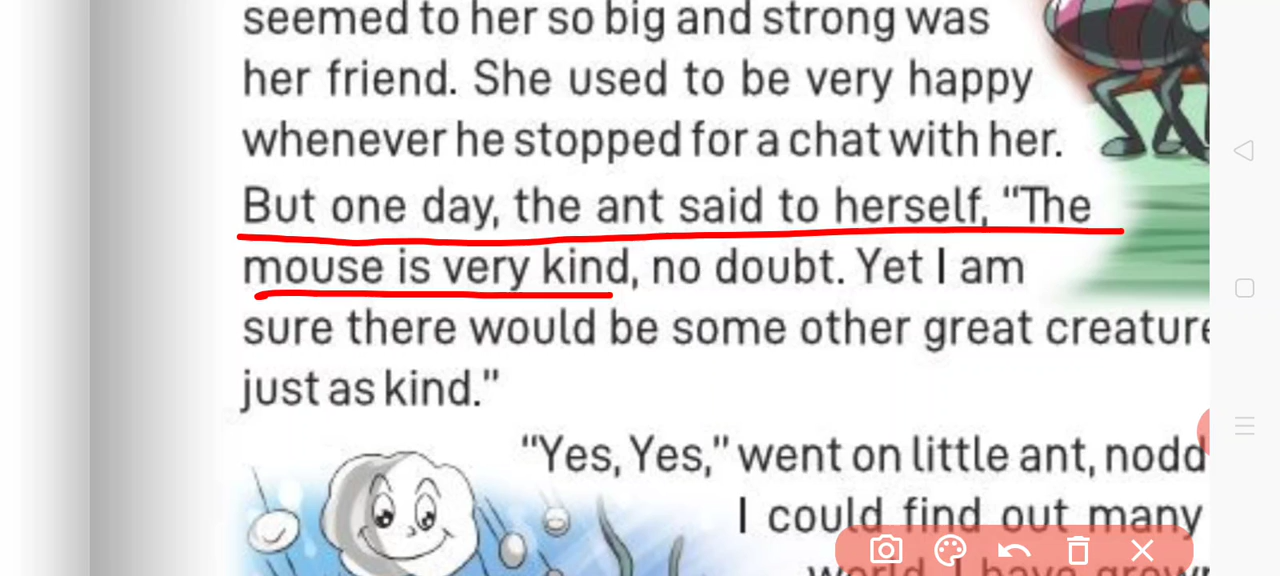 seemed to her so big and strong was
her friend. She used to be very happy
whenever he stopped for a chat with her.
But one day, the ant said to herself, "The
mouse is very kind, no doubt. Yet I am
sure there would be some other great creature
just as kind."
"Yes, Yes," went on little ant, nodd
I could find out many
world. I have grown